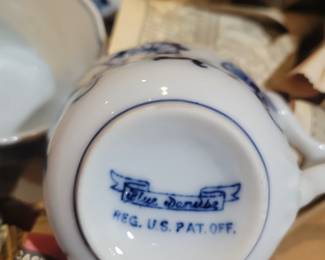 Blue Danube
REG. U.S. PAT. OFF.